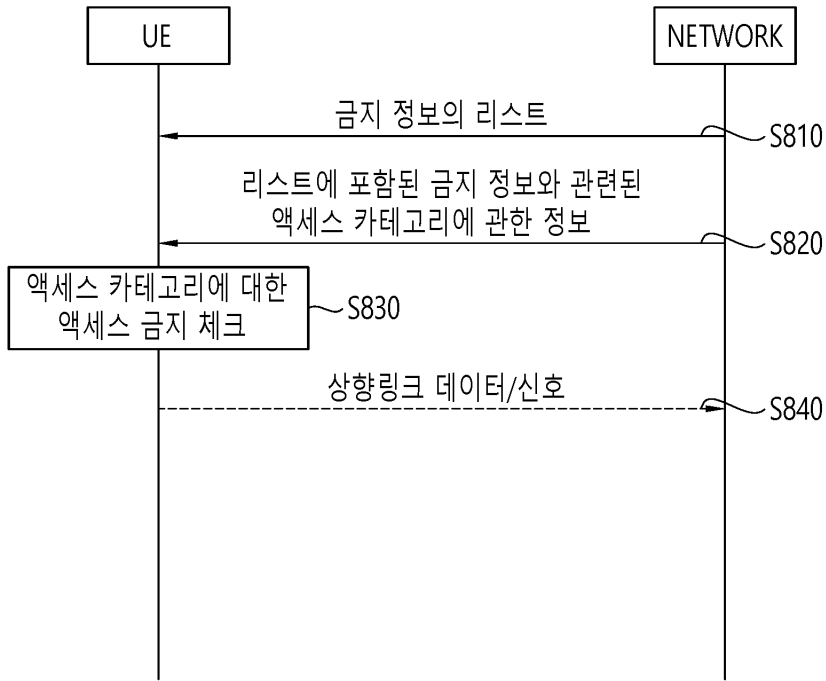 UE
NETWORK
금지 정보의 리스트
S810
리스트에 포함된 금지 정보와 관련된
액세스 카테고리에 관한 정보
S820
액세스 카테고리에 대한
액세스 금지 체크
S830
상향링크 데이터/신호
S840